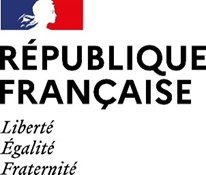 RÉPUBLIQUE
FRANÇAISE
Liberté
Égalité
Fraternité